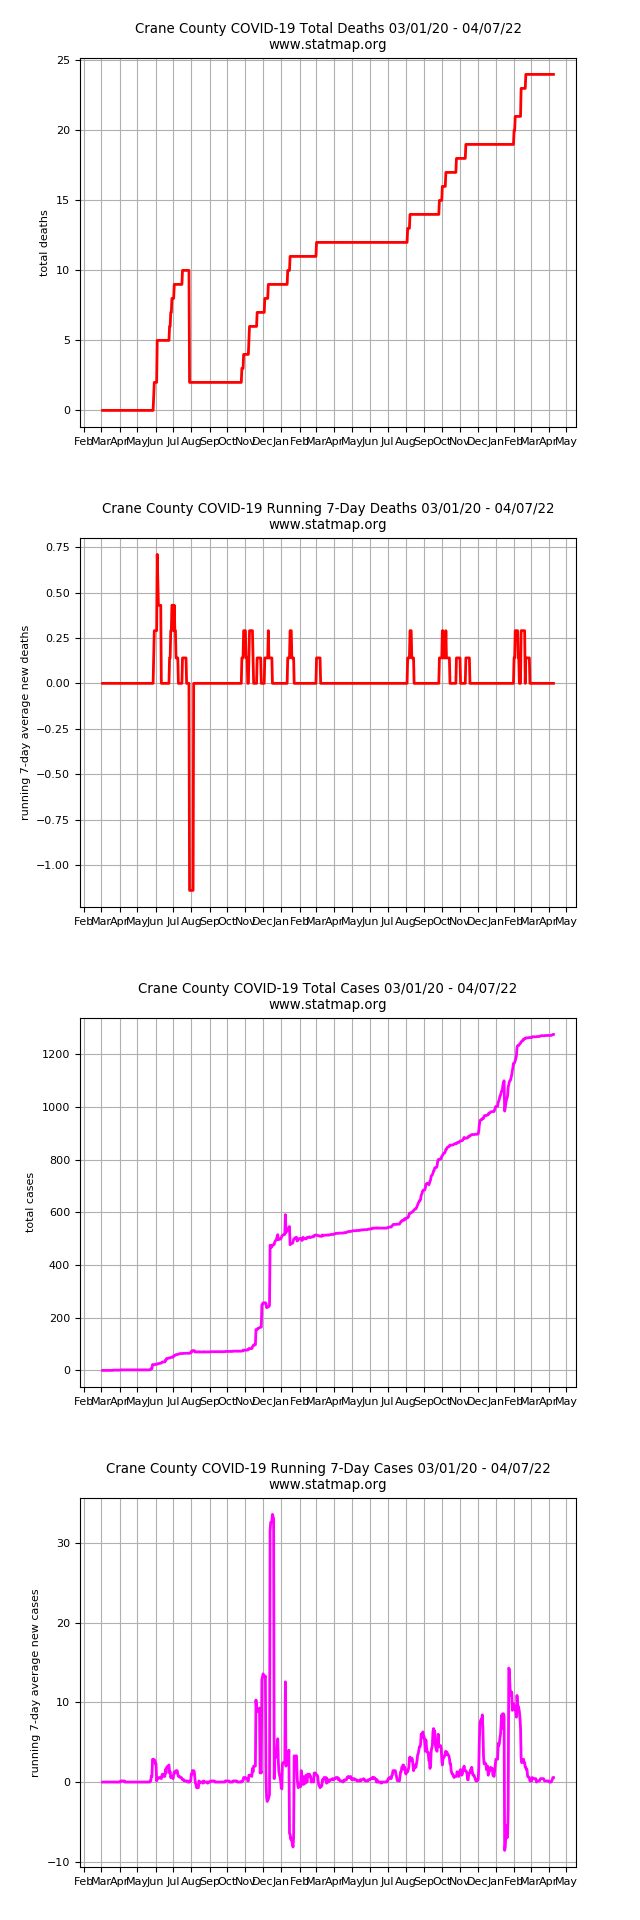 Crane County COVID-19 Total Deaths 03/01/20 - 04/07/22
www.statmap.org
25
20
15
10
5
0
total deaths
Feb Mar Apr May Jun Jul Aug Sep Oct Nov Dec Jan Feb Mar Apr May Jun Jul Aug Sep Oct Nov Dec Jan Feb Mar Apr May
Crane County COVID-19 Running 7-Day Deaths 03/01/20 - 04/07/22
www.statmap.org
0.75
0.50
0.25
0.00
−0.25
−0.50
−0.75
−1.00
running 7-day average new deaths
Feb Mar Apr May Jun Jul Aug Sep Oct Nov Dec Jan Feb Mar Apr May Jun Jul Aug Sep Oct Nov Dec Jan Feb Mar Apr May
Crane County COVID-19 Total Cases 03/01/20 - 04/07/22
www.statmap.org
1200
1000
800
600
400
200
0
total cases
Feb Mar Apr May Jun Jul Aug Sep Oct Nov Dec Jan Feb Mar Apr May Jun Jul Aug Sep Oct Nov Dec Jan Feb Mar Apr May
Crane County COVID-19 Running 7-Day Cases 03/01/20 - 04/07/22
www.statmap.org
30
20
10
0
−10
running 7-day average new cases
Feb Mar Apr May Jun Jul Aug Sep Oct Nov Dec Jan Feb Mar Apr May Jun Jul Aug Sep Oct Nov Dec Jan Feb Mar Apr May